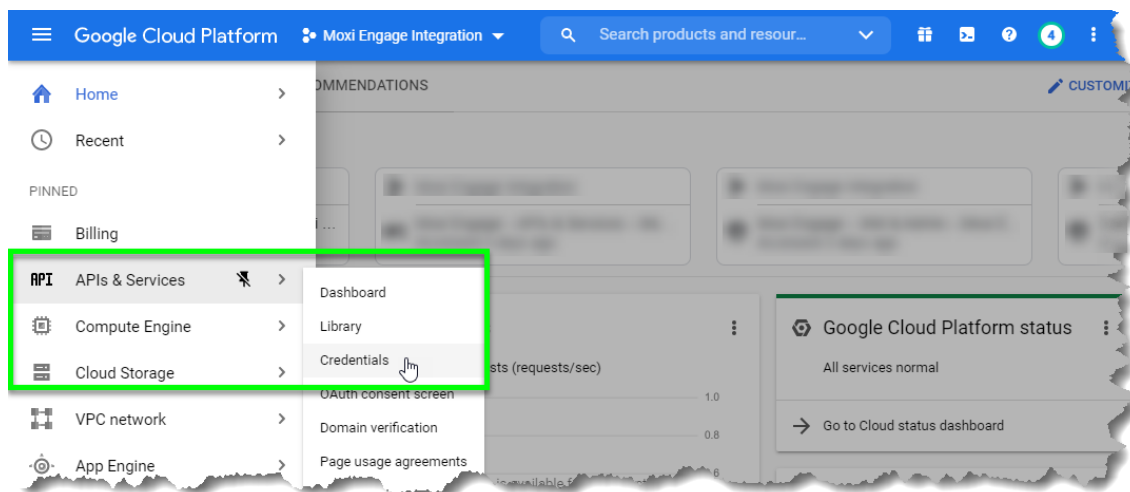 Google Cloud Platform
Moxi Engage Integration
Search products and resour...
4
Home
OMMENDATIONS
CUSTOMI
Recent
PINNED
Billing
API APIs & Services
Dashboard
Compute Engine
Library
Google Cloud Platform status
Credentials
sts (requests/sec)
All services normal
Cloud Storage
OAuth consent screen
1.0
VPC network
Domain verification
0.8
Go to Cloud status dashboard
App Engine
Page usage agreements